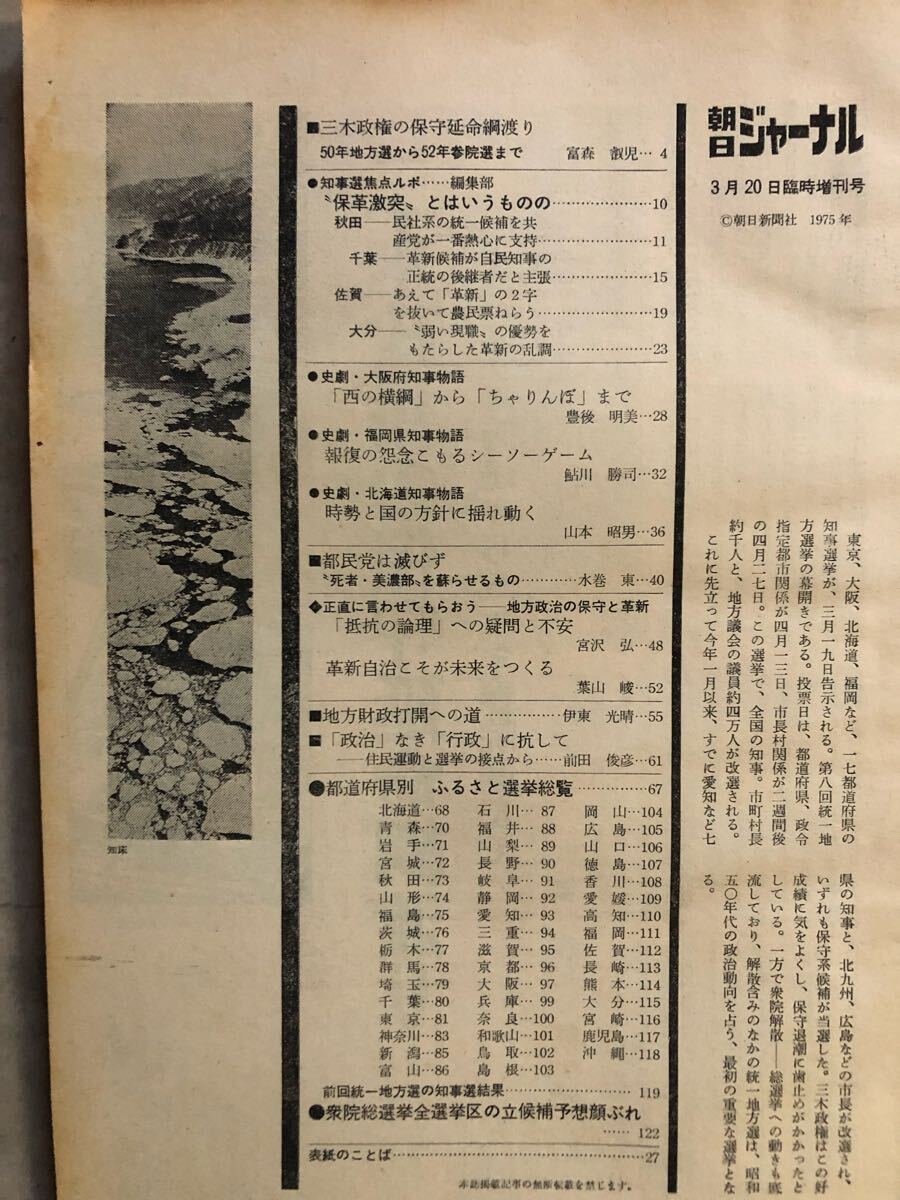 朝日ジャーナル
3月20日臨時増刊号
©朝日新聞社 1975年
■三木政権の保守延命綱渡り
50年地方選から52年参院選まで 富森 叡児…4
●知事選焦点ルポ……編集部
〝保革激突〟とはいうものの……………………10
秋田――民社系の統一候補を共
産党が一番熱心に支持……………11
千葉――革新候補が自民知事の
正統の後継者だと主張…………15
佐賀――あえて「革新」の2字
を抜いて農民票ねらう……………19
大分――〝弱い現職〟の優勢を
もたらした革新の乱調…………23
●史劇・大阪府知事物語
「西の横綱」から「ちゃりんぼ」まで
豊後 明美…28
●史劇・福岡県知事物語
報復の怨念こもるシーソーゲーム
鮎川 勝司…32
●史劇・北海道知事物語
時勢と国の方針に揺れ動く
山本 昭男…36
■都民党は滅びず
〝死者・美濃部〟を蘇らせるもの…………水巻 東…40
◆正直に言わせてもらおう――地方政治の保守と革新
「抵抗の論理」への疑問と不安
宮沢 弘…48
革新自治こそが未来をつくる
葉山 峻…52
■地方財政打開への道……………伊東 光晴…55
■「政治」なき「行政」に抗して
――住民運動と選挙の接点から……前田 俊彦…61
●都道府県別 ふるさと選挙総覧……………67
北海道…68 石川…87 岡山…104
青森…70 福井…88 広島…105
岩手…71 山梨…89 山口…106
宮城…72 長野…90 徳島…107
秋田…73 岐阜…91 香川…108
山形…74 静岡…92 愛媛…109
福島…75 愛知…93 高知…110
茨城…76 三重…94 福岡…111
栃木…77 滋賀…95 佐賀…112
群馬…78 京都…96 長崎…113
埼玉…79 大阪…97 熊本…114
千葉…80 兵庫…99 大分…115
東京…81 奈良…100 宮崎…116
神奈川…83 和歌山…101 鹿児島…117
新潟…85 鳥取…102 沖縄…118
富山…86 島根…103
前回統一地方選の知事選結果……………………119
●衆院総選挙全選挙区の立候補予想顔ぶれ
……122
表紙のことば……………………………………27
本誌掲載記事の無断転載を禁じます。
知床
東京、大阪、北海道、福岡など、一七都道府県の
知事選挙が、三月一九日告示される。第八回統一地
方選挙の幕開きである。投票日は、都道府県、政令
指定都市関係が四月一三日、市長村関係が二週間後
の四月二七日。この選挙で、全国の知事。市町村長
約千人と、地方議会の議員約四万人が改選される。
これに先立って今年一月以来、すでに愛知など七
県の知事と、北九州、広島などの市長が改選され、
いずれも保守系候補が当選した。三木政権はこの好
成績に気をよくし、保守退潮に歯止めがかかったと
している。一方で衆院解散――総選挙への動きも底
流しており、解散含みのなかの統一地方選は、昭和
五〇年代の政治動向を占う、最初の重要な選挙とな
る。